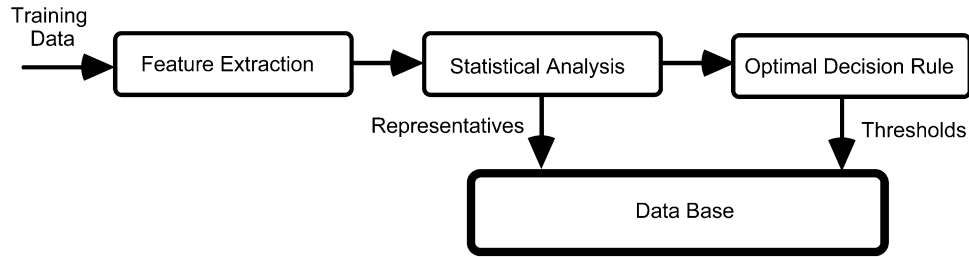 Training
Data
Feature Extraction
Statistical Analysis
Optimal Decision Rule
Representatives
Thresholds
Data Base